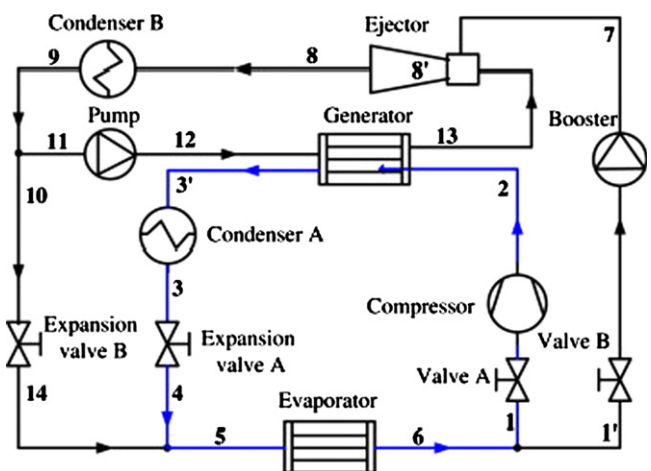 Condenser B
Ejector
7
9
8
8'
Pump
Generator
Booster
11
12
13
3'
2
10
Condenser A
3
Compressor
Expansion
valve B
Expansion
valve A
Valve B
Valve A
14
4
Evaporator
5
6
1
1'